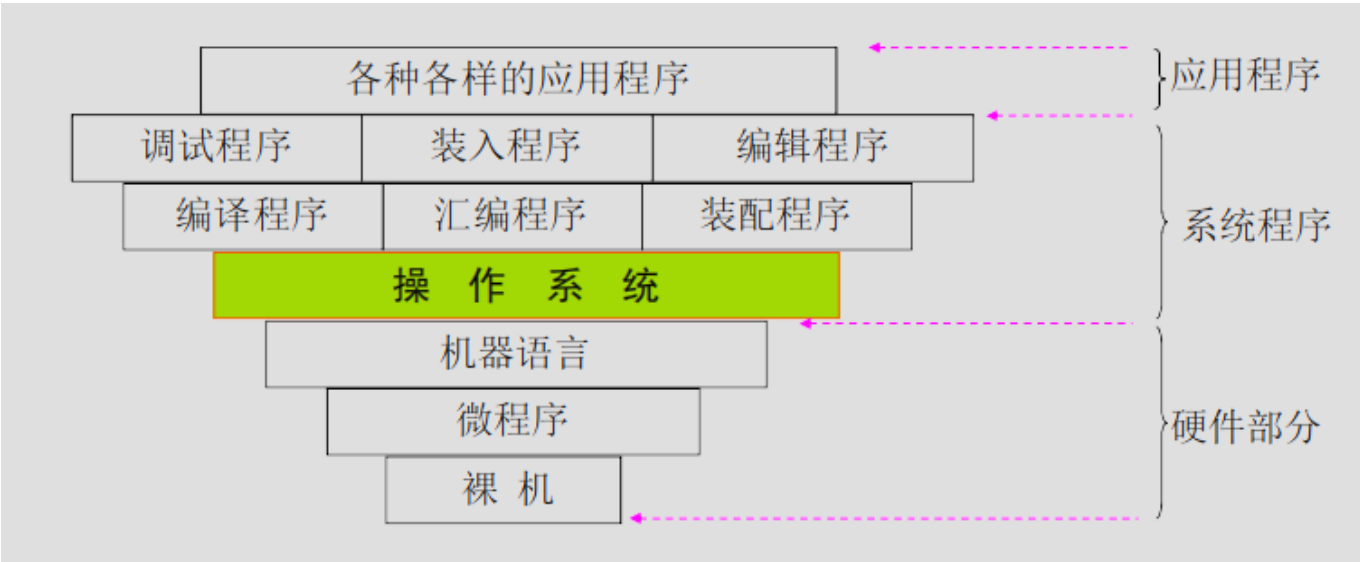 各种各样的应用程序
应用程序
调试程序 装入程序 编辑程序
编译程序 汇编程序 装配程序
系统程序
操 作 系 统
机器语言
微程序
硬件部分
裸 机